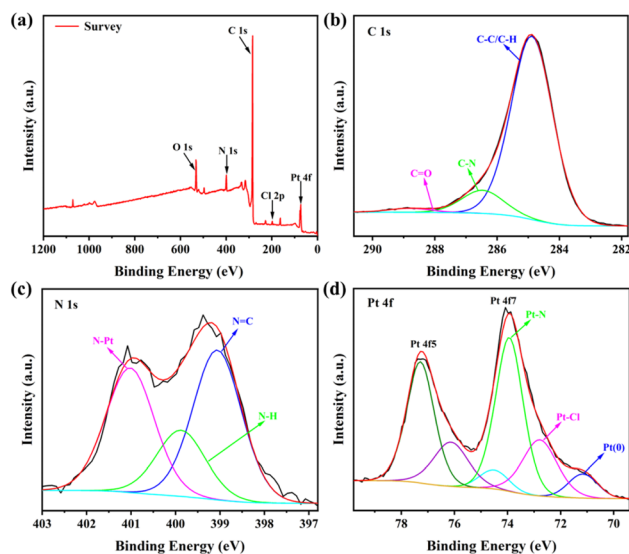 (a)
Survey
C 1s
O 1s
N 1s
Cl 2p
Pt 4f
Intensity (a.u.)
1200 1000 800 600 400 200 0
Binding Energy (eV)
(b)
C 1s
C-C/C-H
C-N
C=O
Intensity (a.u.)
290 288 286 284 282
Binding Energy (eV)
(c)
N 1s
N=C
N-Pt
N-H
Intensity (a.u.)
403 402 401 400 399 398 397
Binding Energy (eV)
(d)
Pt 4f
Pt 4f7
Pt-N
Pt 4f5
Pt-Cl
Pt(0)
Intensity (a.u.)
78 76 74 72 70
Binding Energy (eV)